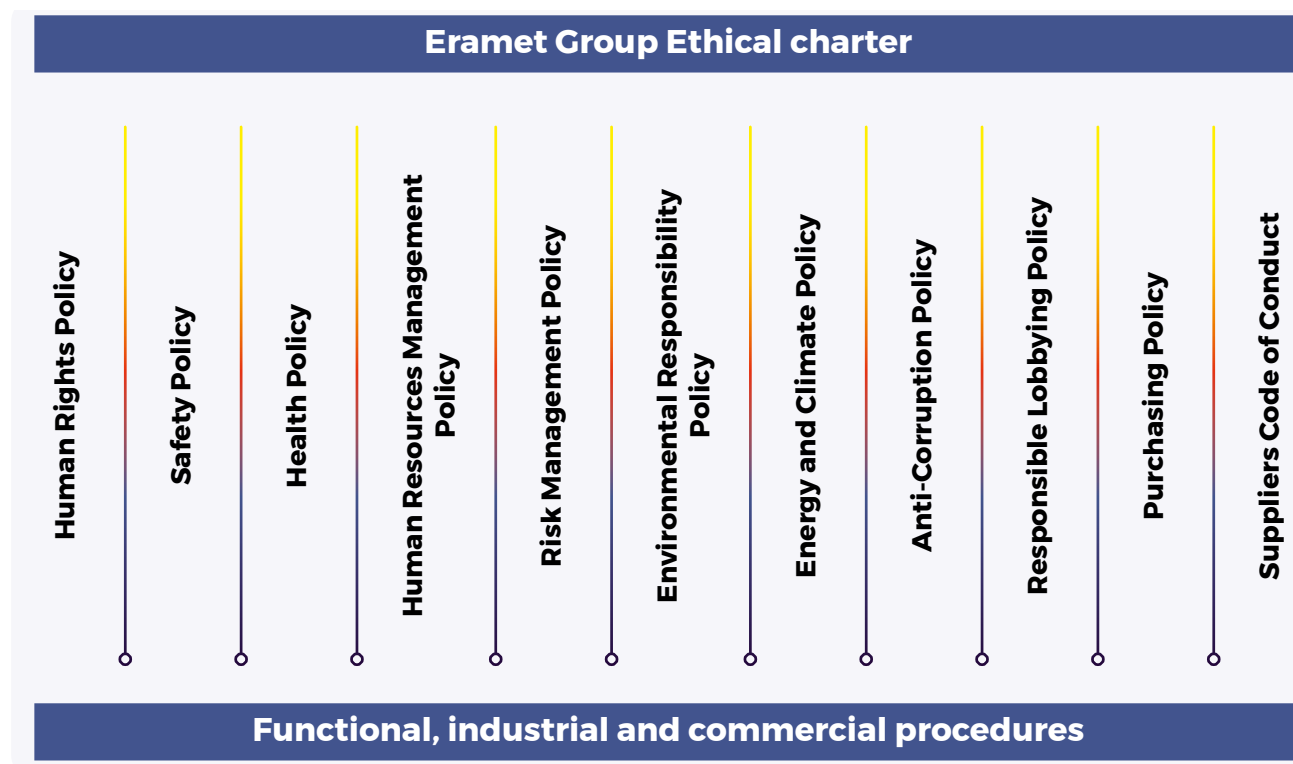 Eramet Group Ethical charter
Human Rights Policy
Safety Policy
Health Policy
Human Resources Management
Policy
Risk Management Policy
Environmental Responsibility
Policy
Energy and Climate Policy
Anti-Corruption Policy
Responsible Lobbying Policy
Purchasing Policy
Suppliers Code of Conduct
Functional, industrial and commercial procedures